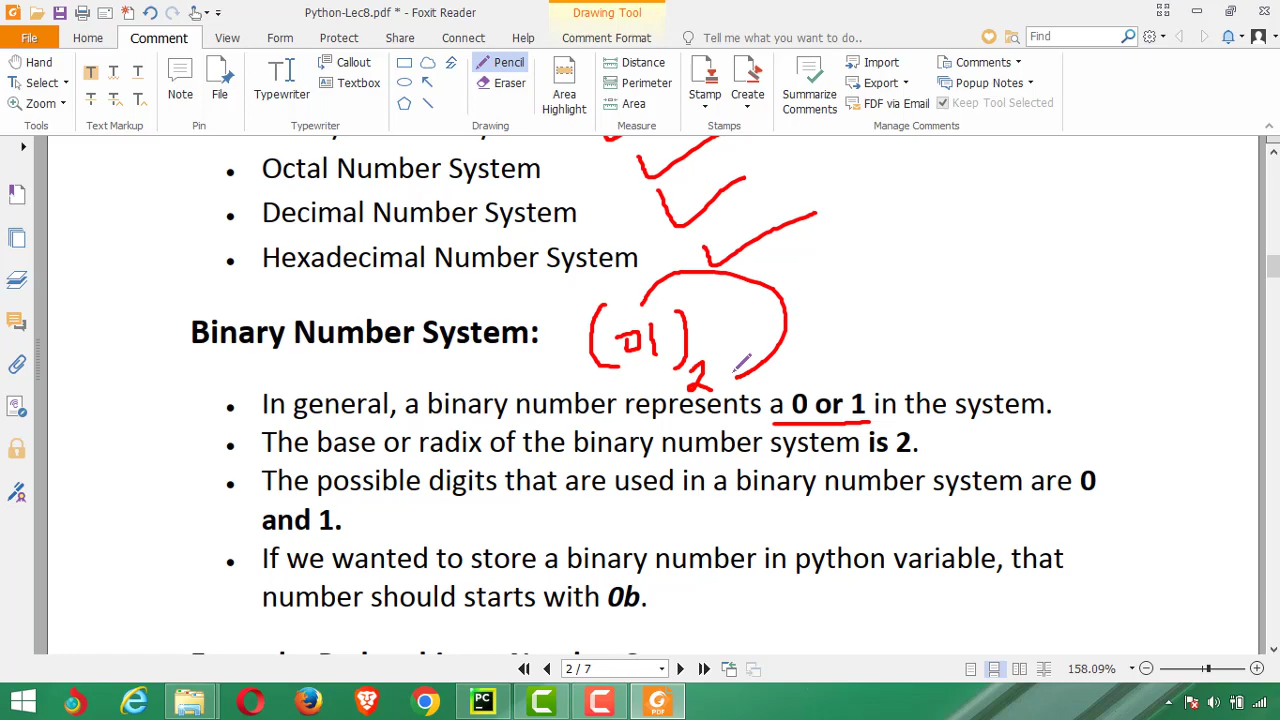 Python-Lec8.pdf * - Foxit Reader
Drawing Tool
File Home Comment View Form Protect Share Connect Help Comment Format Tell me what you want to do.. Find
Hand
Select
Zoom
Tools
Text Markup
Note
File
Pin
Typewriter
Callout
Textbox
Typewriter
Pencil
Eraser
Drawing
Area Highlight
Distance
Perimeter
Area
Measure
Stamp
Create
Stamps
Summarize Comments
Import
Export
FDF via Email
Comments
Popup Notes
Keep Tool Selected
Manage Comments
• Octal Number System
• Decimal Number System
• Hexadecimal Number System
Binary Number System:
(01)2
• In general, a binary number represents a 0 or 1 in the system.
• The base or radix of the binary number system is 2.
• The possible digits that are used in a binary number system are 0
and 1.
• If we wanted to store a binary number in python variable, that
number should starts with 0b.
2 / 7
158.09%